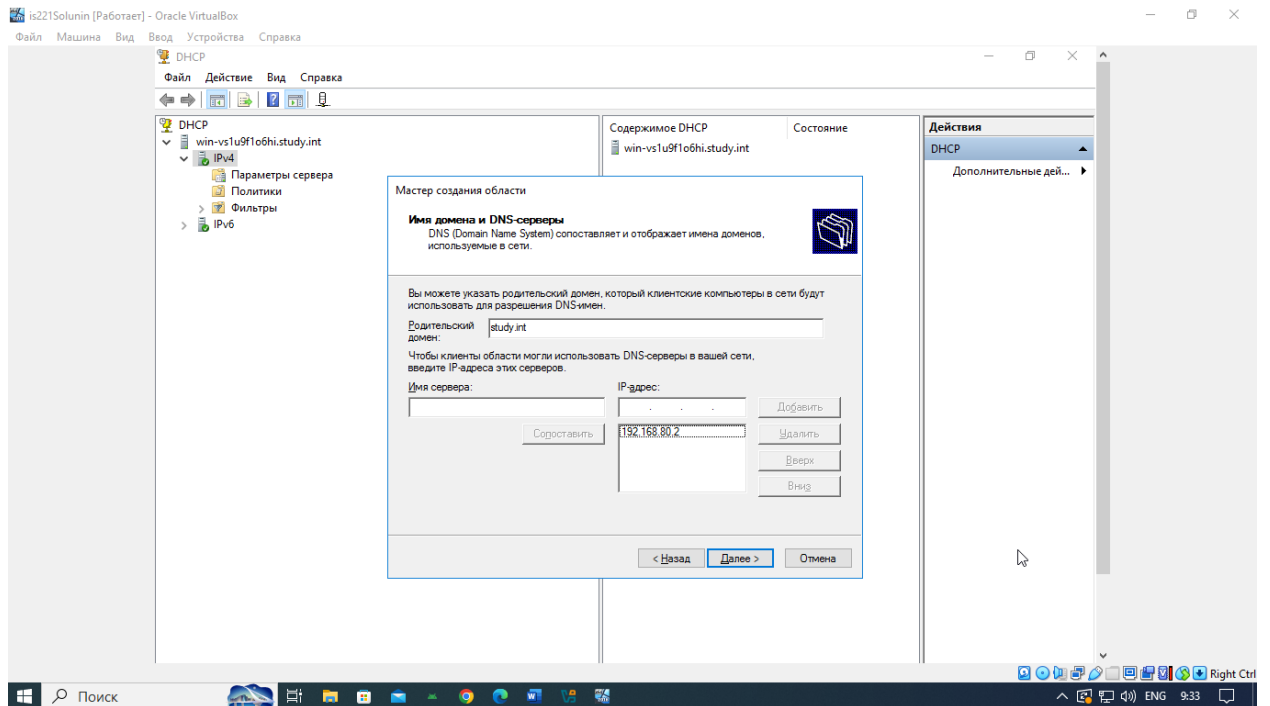 is221Solunin [Работает] - Oracle VirtualBox
Файл Машина Вид Ввод Устройства Справка
DHCP
Файл Действие Вид Справка
DHCP
win-vs1u9f1o6hi.study.int
IPv4
Параметры сервера
Политики
Фильтры
IPv6
Содержимое DHCP Состояние
win-vs1u9f1o6hi.study.int
Действия
DHCP
Дополнительные дей...
Мастер создания области
Имя домена и DNS-серверы
DNS (Domain Name System) сопоставляет и отображает имена доменов,
используемые в сети.
Вы можете указать родительский домен, который клиентские компьютеры в сети будут
использовать для разрешения DNS-имен.
Родительский
домен:
study.int
Чтобы клиенты области могли использовать DNS-серверы в вашей сети,
введите IP-адреса этих серверов.
Имя сервера: IP-адрес:
. . . Добавить
Сопоставить 192.168.80.2 Удалить
Вверх
Вниз
< Назад Далее > Отмена
Right Ctrl
Поиск ENG 9:33